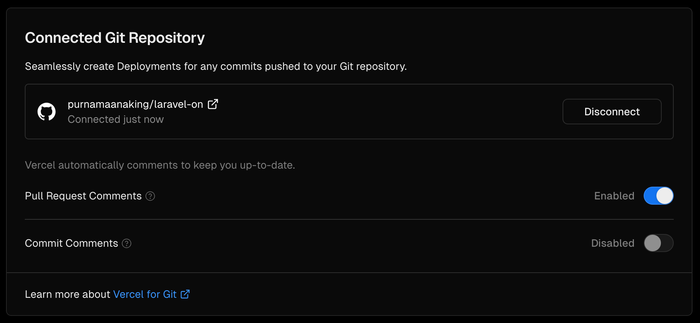 Connected Git Repository
Seamlessly create Deployments for any commits pushed to your Git repository.
purnamaanaking/laravel-on
Connected just now
Disconnect
Vercel automatically comments to keep you up-to-date.
Pull Request Comments
Enabled
Commit Comments
Disabled
Learn more about Vercel for Git